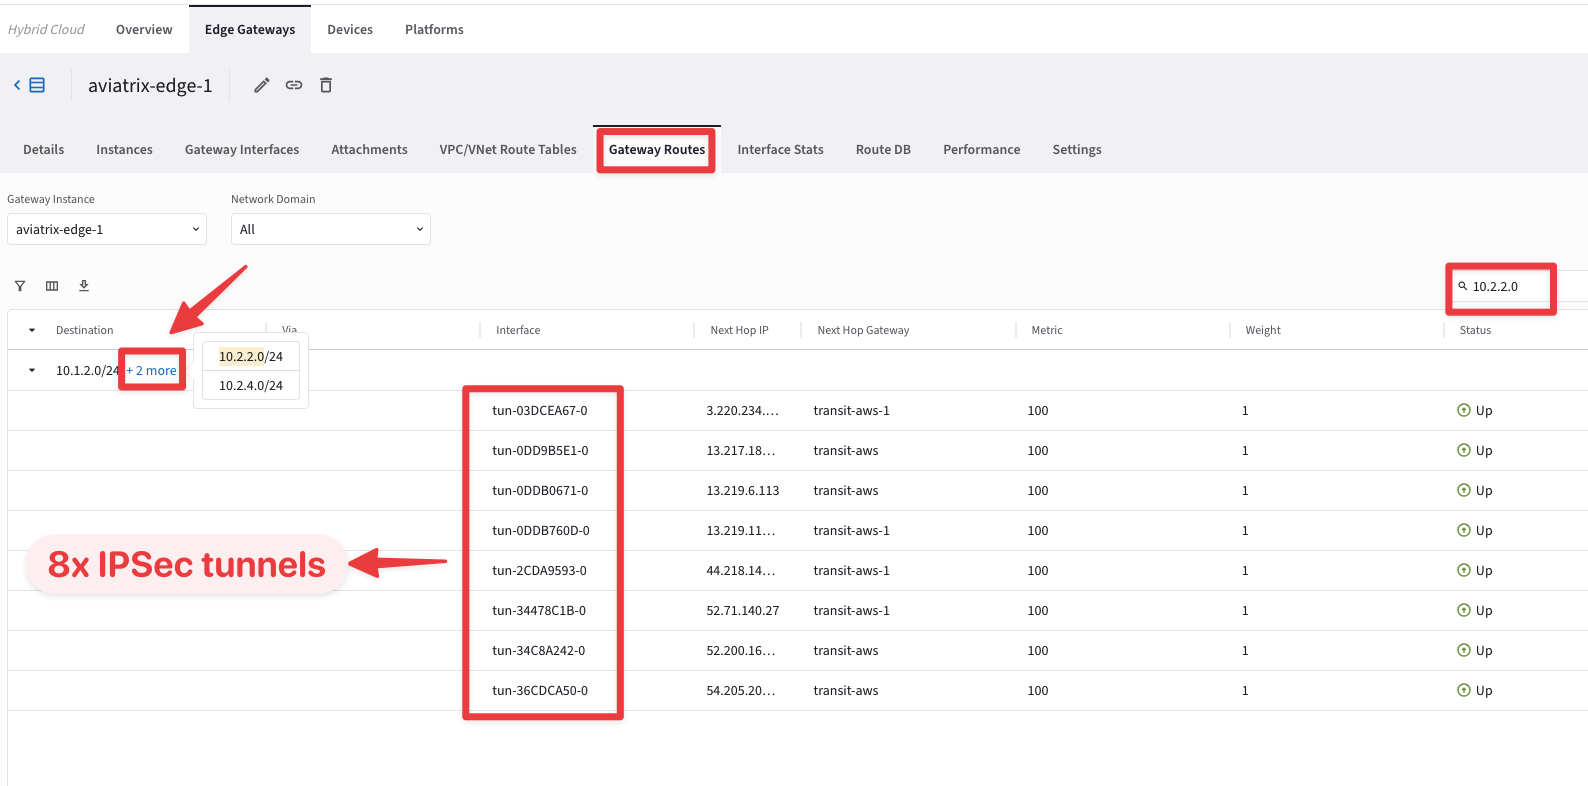 Hybrid Cloud Overview Edge Gateways Devices Platforms
aviatrix-edge-1
Details Instances Gateway Interfaces Attachments VPC/VNet Route Tables Gateway Routes Interface Stats Route DB Performance Settings
Gateway Instance Network Domain
aviatrix-edge-1 All
10.2.2.0
Destination Via Interface Next Hop IP Next Hop Gateway Metric Weight Status
10.1.2.0/24 + 2 more
10.2.2.0/24
10.2.4.0/24
tun-03DCEA67-0 3.220.234.... transit-aws-1 100 1 Up
tun-0DD9B5E1-0 13.217.18... transit-aws 100 1 Up
tun-0DDB0671-0 13.219.6.113 transit-aws 100 1 Up
tun-0DDB760D-0 13.219.11... transit-aws-1 100 1 Up
8x IPSec tunnels
tun-2CDA9593-0 44.218.14... transit-aws-1 100 1 Up
tun-34478C1B-0 52.71.140.27 transit-aws-1 100 1 Up
tun-34C8A242-0 52.200.16... transit-aws 100 1 Up
tun-36CDCA50-0 54.205.20... transit-aws 100 1 Up